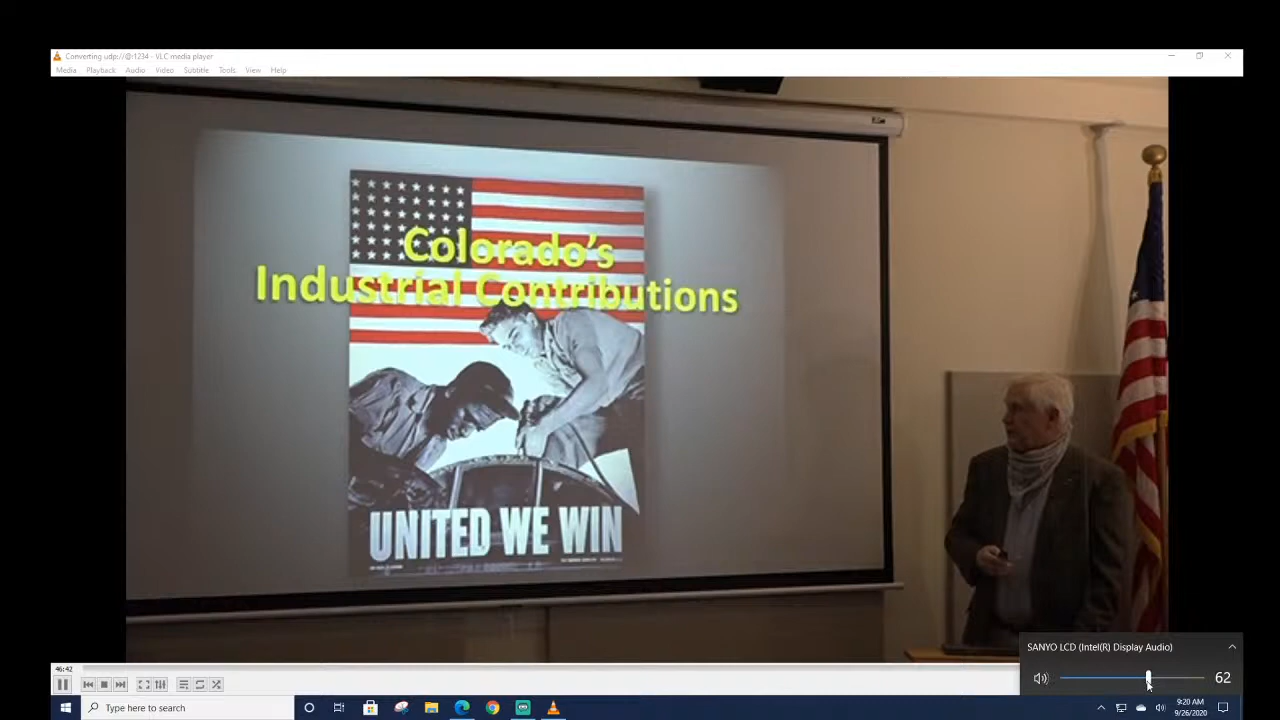 Converting udp://@:1234 - VLC media player
Media Playback Audio Video Subtitle Tools View Help
Colorado's
Industrial Contributions
UNITED WE WIN
SANYO LCD (Intel(R) Display Audio)
62
46:42
Type here to search
9:20 AM
9/26/2020